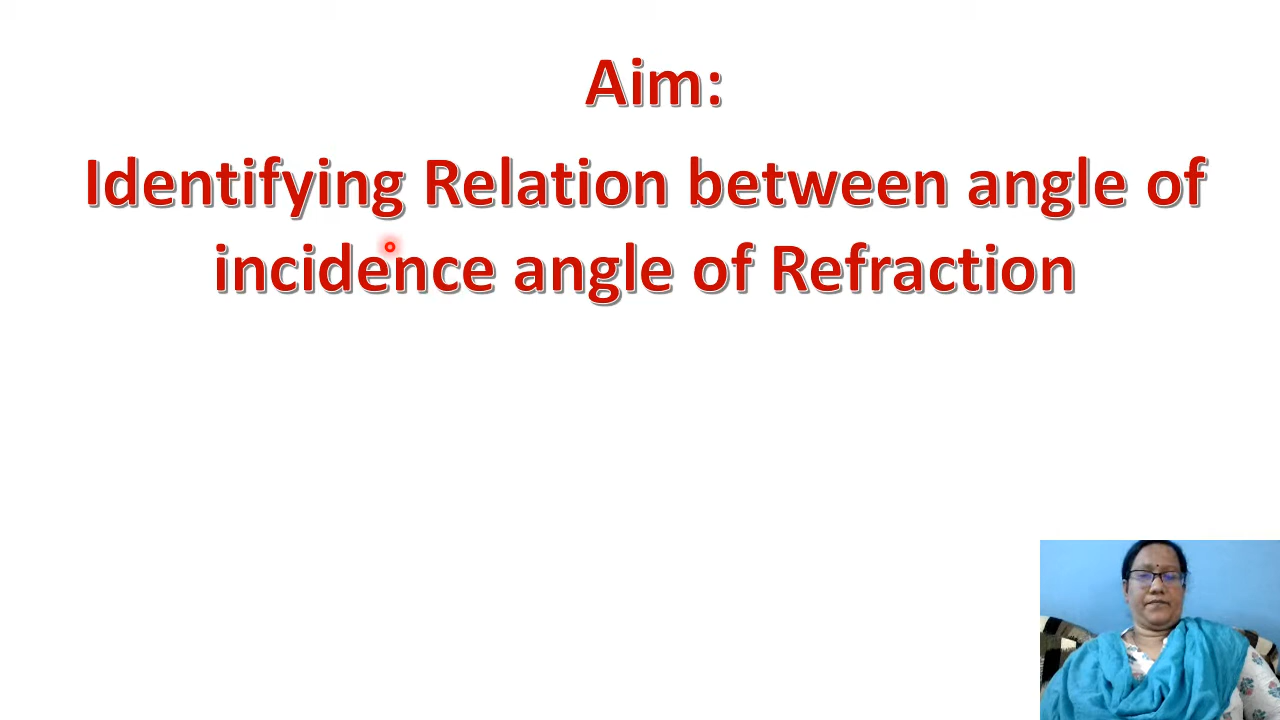 Aim:
Identifying Relation between angle of
incidence angle of Refraction